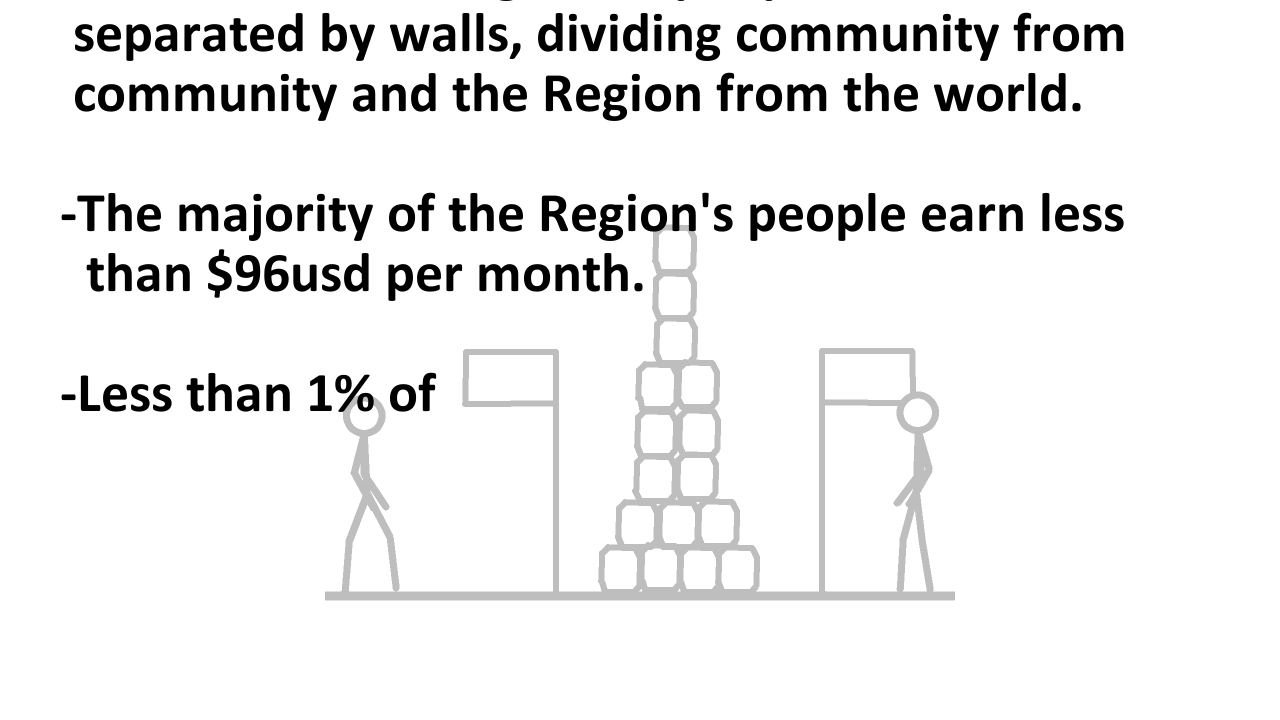 separated by walls, dividing community from
community and the Region from the world.
-The majority of the Region's people earn less
than $96usd per month.
-Less than 1% of